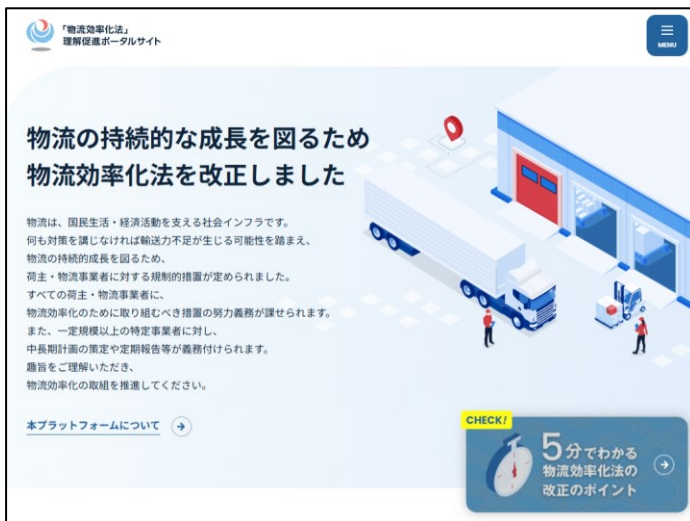 「物流効率化法」
理解促進ポータルサイト
MENU
物流の持続的な成長を図るため
物流効率化法を改正しました
物流は、国民生活・経済活動を支える社会インフラです。
何も対策を講じなければ輸送力不足が生じる可能性を踏まえ、
物流の持続的成長を図るため、
荷主・物流事業者に対する規制的措置が定められました。
すべての荷主・物流事業者に、
物流効率化のために取り組むべき措置の努力義務が課せられます。
また、一定規模以上の特定事業者に対し、
中長期計画の策定や定期報告等が義務付けられます。
趣旨をご理解いただき、
物流効率化の取組を推進してください。
本プラットフォームについて
CHECK!
5分でわかる
物流効率化法の
改正のポイント